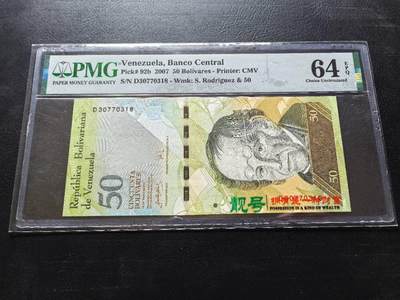 PMG
PAPER MONEY GUARANTY
Venezuela, Banco Central
Pick# 92b 2007 50 Bolivares - Printer: CMV
S/N D30770318 - Wmk: S. Rodriguez & 50
64 EPQ
Choice Uncirculated
D30770318
República Bolivariana
de Venezuela
50
CINCUENTA
BOLÍVARES
50
靓号
POSSESSION IS A KIND OF WEALTH